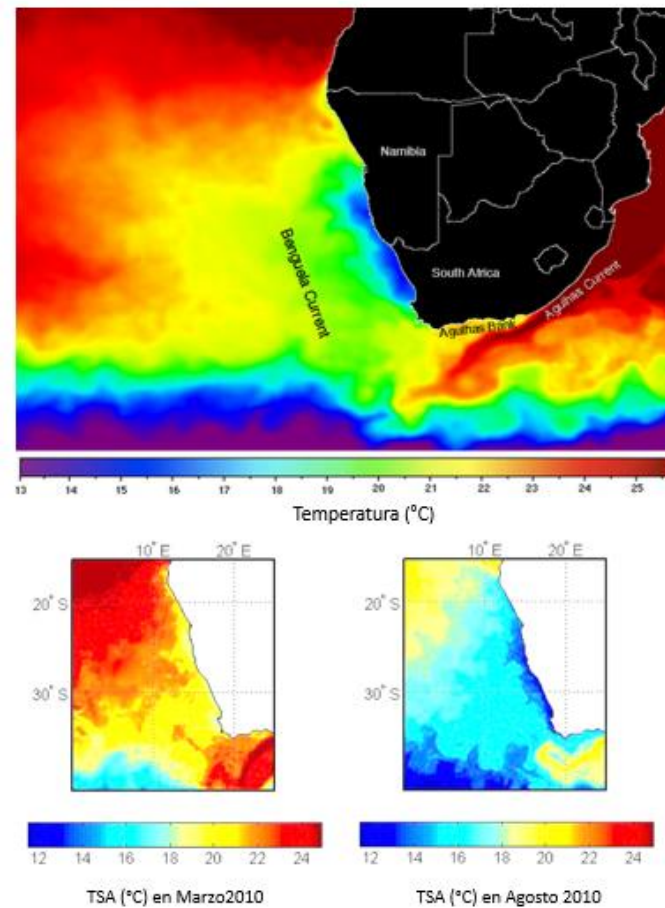 Namibia
South Africa
Benguela Current
Agulhas Bank
Agulhas Current
13 14 15 16 17 18 19 20 21 22 23 24 25
Temperatura (°C)
10° E 20° E
20° S
30° S
12 14 16 18 20 22 24
TSA (°C) en Marzo2010
10° E 20° E
20° S
30° S
12 14 16 18 20 22 24
TSA (°C) en Agosto 2010